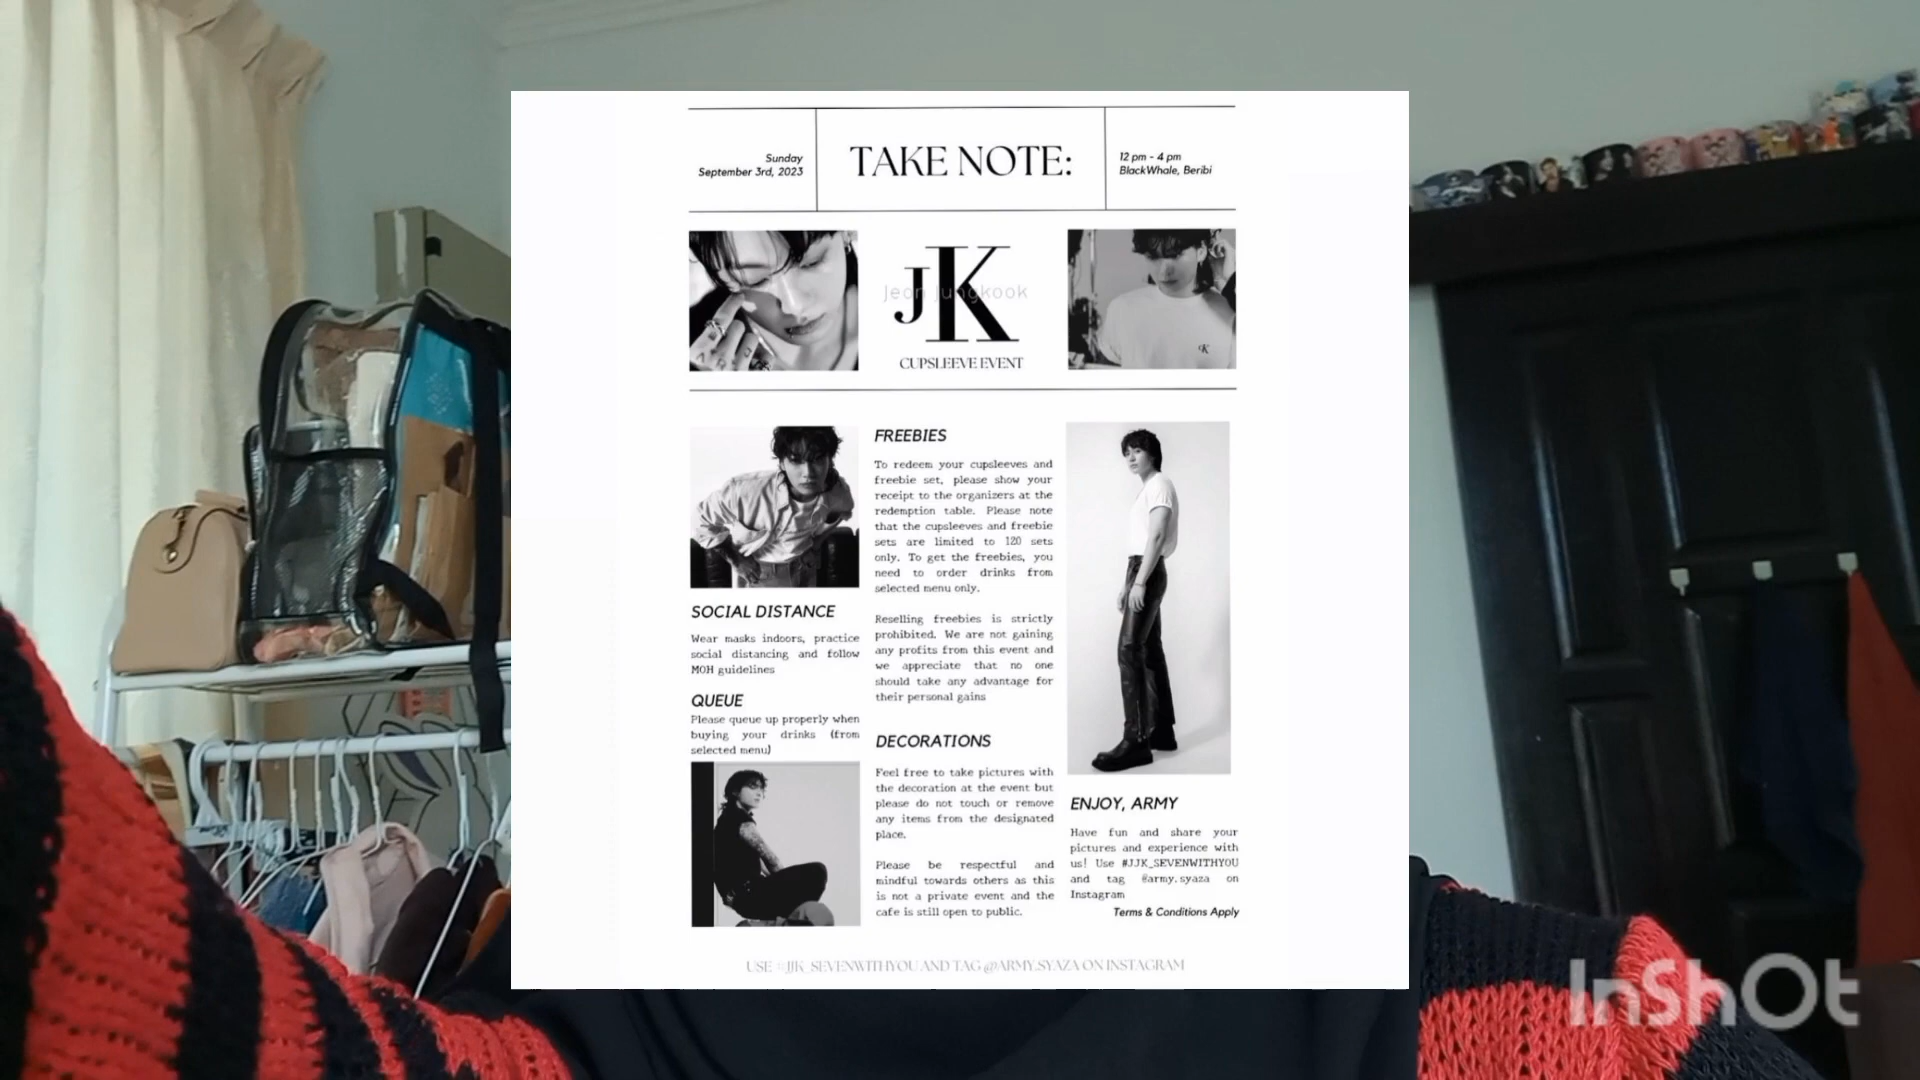 Sunday
September 3rd, 2023
TAKE NOTE:
12 pm - 4 pm
BlackWhale, Beribi
JK
Jeon Jungkook
CUPSLEEVE EVENT
SOCIAL DISTANCE
Wear masks indoors, practice
social distancing and follow
MOH guidelines
QUEUE
Please queue up properly when
buying your drinks (from
selected menu)
FREEBIES
To redeem your cupsleeves and
freebie set, please show your
receipt to the organizers at the
redemption table. Please note
that the cupsleeves and freebie
sets are limited to 120 sets
only. To get the freebies, you
need to order drinks from
selected menu only.
Reselling freebies is strictly
prohibited. We are not gaining
any profits from this event and
we appreciate that no one
should take any advantage for
their personal gains
DECORATIONS
Feel free to take pictures with
the decoration at the event but
please do not touch or remove
any items from the designated
place.
Please be respectful and
mindful towards others as this
is not a private event and the
cafe is still open to public.
ENJOY, ARMY
Have fun and share your
pictures and experience with
us! Use #JJK_SEVENWITHYOU
and tag @army.syaza on
Instagram
Terms & Conditions Apply
USE #JJK_SEVENWITHYOU AND TAG @ARMY.SYAZA ON INSTAGRAM
InShOt